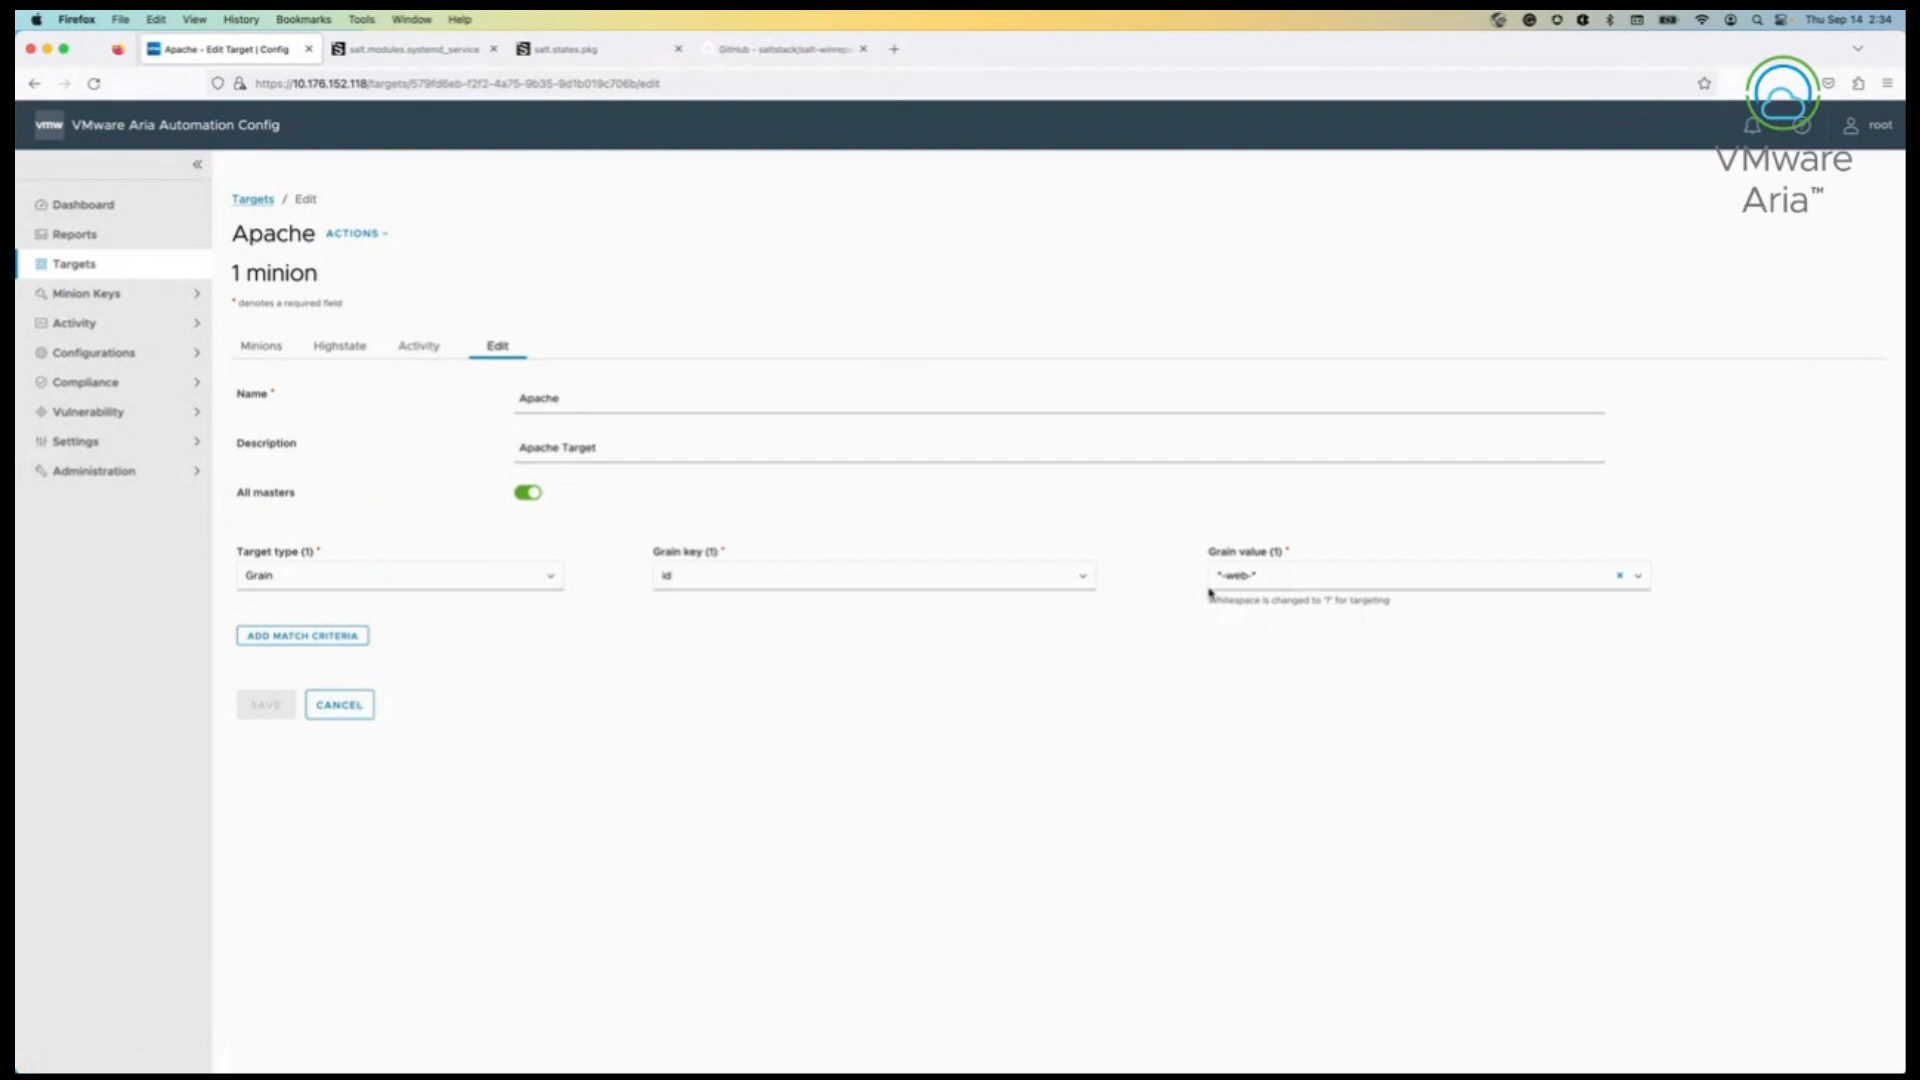 Firefox File Edit View History Bookmarks Tools Window Help Thu Sep 14 2:34
Apache - Edit Target | Config salt.modules.systemd_service salt.states.pkg GitHub - saltstack/salt-winrep
https://10.176.152.118/targets/579fd6eb-f2f2-4a75-9b35-9d1b019c706b/edit
vmw VMware Aria Automation Config root
VMware
Aria™
Dashboard
Reports
Targets
Minion Keys
Activity
Configurations
Compliance
Vulnerability
Settings
Administration
Targets / Edit
Apache ACTIONS
1 minion
* denotes a required field
Minions Highstate Activity Edit
Name * Apache
Description Apache Target
All masters
Target type (1) * Grain key (1) * Grain value (1) *
Grain id *-web-*
Whitespace is changed to '?' for targeting
ADD MATCH CRITERIA
SAVE CANCEL